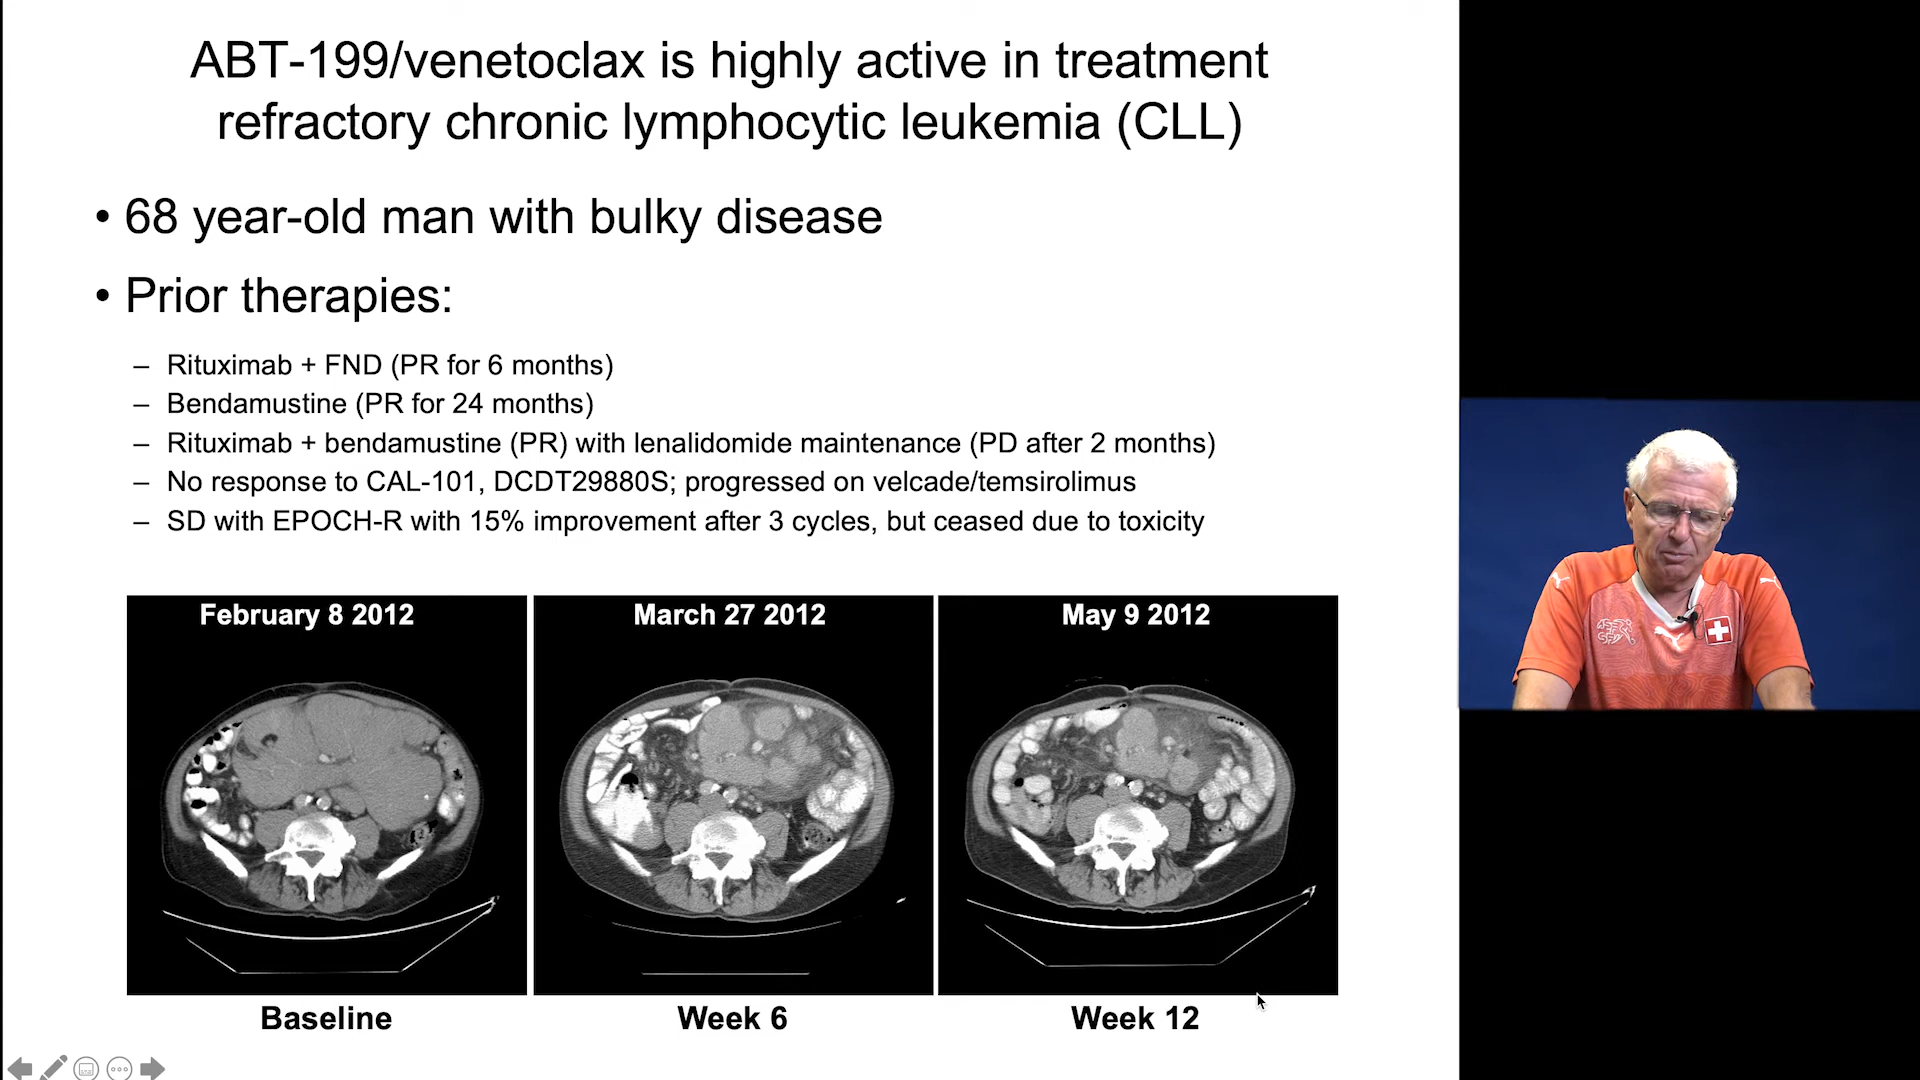 ABT-199/venetoclax is highly active in treatment
refractory chronic lymphocytic leukemia (CLL)
• 68 year-old man with bulky disease
• Prior therapies:
– Rituximab + FND (PR for 6 months)
– Bendamustine (PR for 24 months)
– Rituximab + bendamustine (PR) with lenalidomide maintenance (PD after 2 months)
– No response to CAL-101, DCDT29880S; progressed on velcade/temsirolimus
– SD with EPOCH-R with 15% improvement after 3 cycles, but ceased due to toxicity
February 8 2012
March 27 2012
May 9 2012
Baseline
Week 6
Week 12